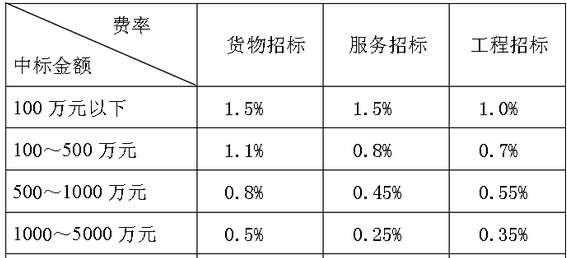 费率
中标金额
货物招标 服务招标 工程招标
100 万元以下 1.5% 1.5% 1.0%
100～500 万元 1.1% 0.8% 0.7%
500～1000 万元 0.8% 0.45% 0.55%
1000～5000 万元 0.5% 0.25% 0.35%